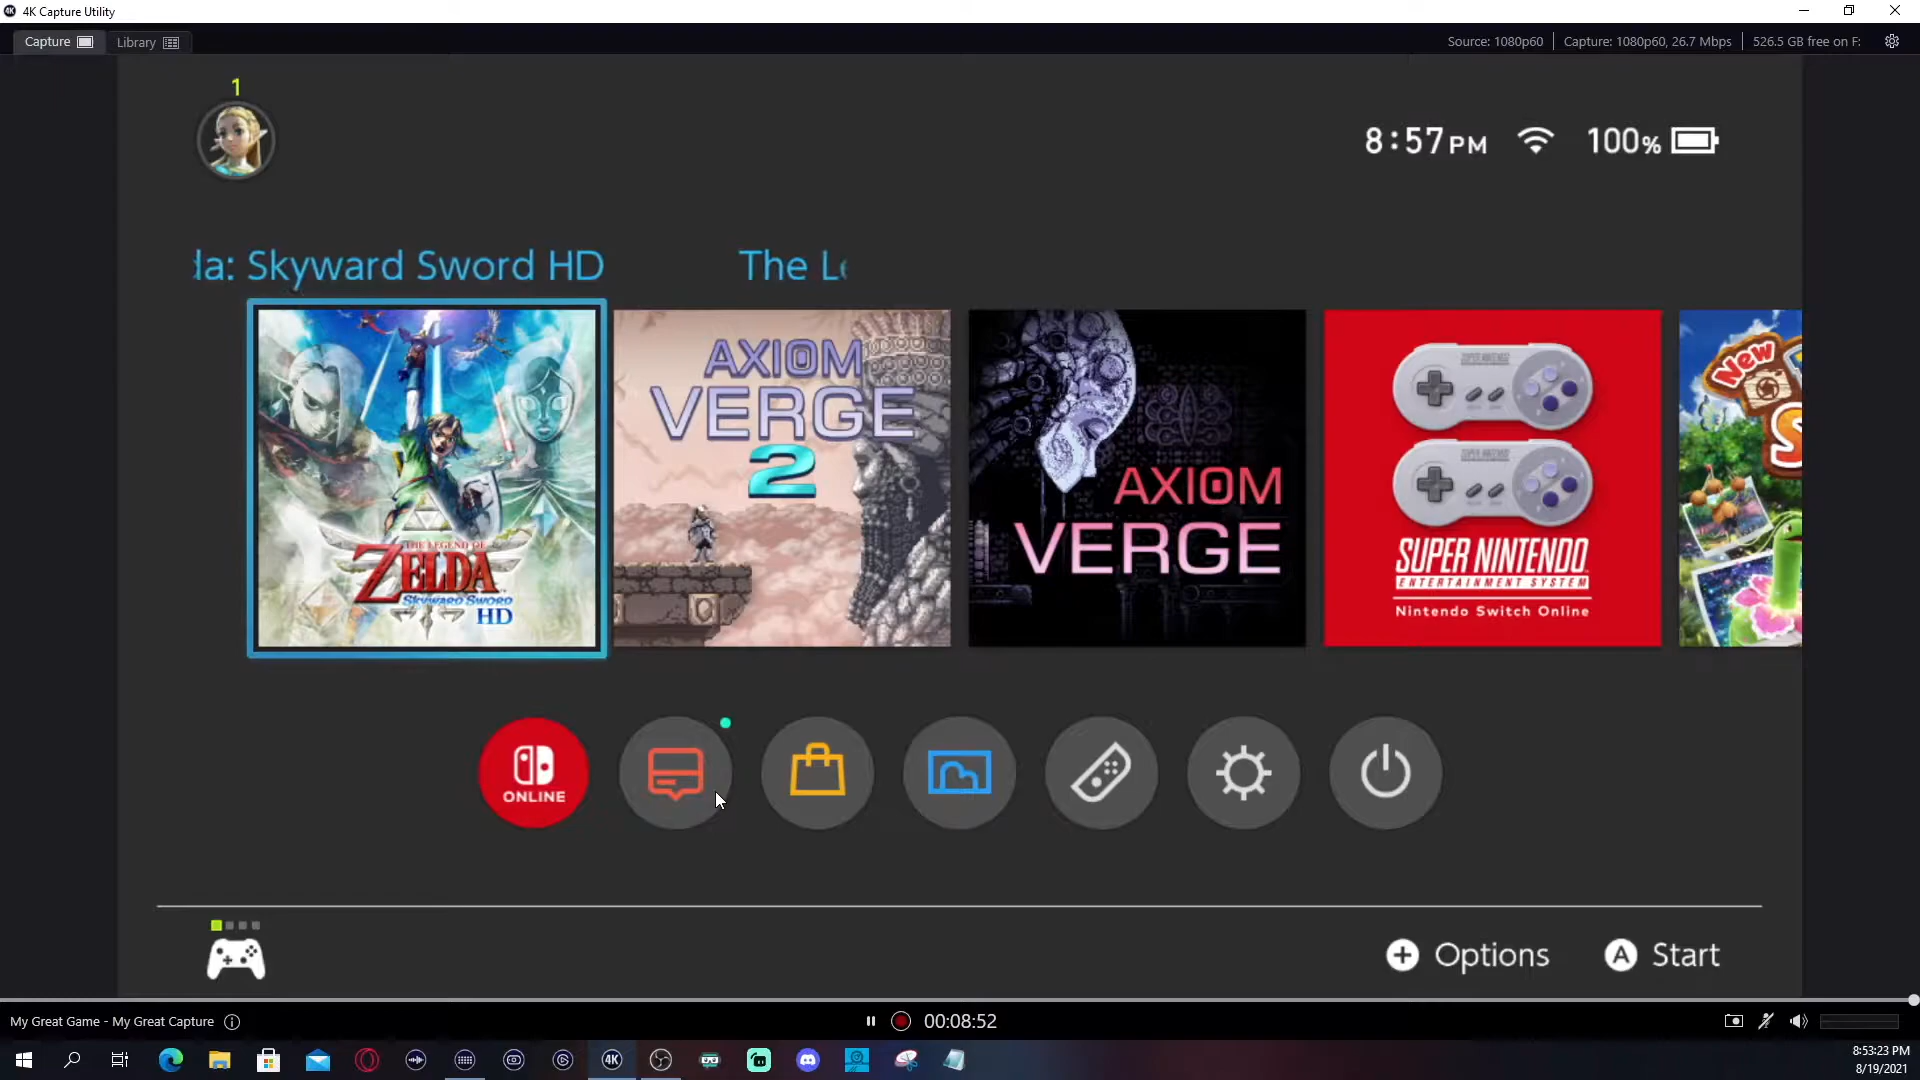 4K Capture Utility
Capture
Library
Source: 1080p60
Capture: 1080p60, 26.7 Mbps
526.5 GB free on F:
1
8:57PM
100%
da: Skyward Sword HD
The Le
THE LEGEND OF
ZELDA
SKYWARD SWORD
HD
AXIOM
VERGE
2
AXIOM
VERGE
SUPER NINTENDO
ENTERTAINMENT SYSTEM
Nintendo Switch Online
New
S
ONLINE
Options
A Start
My Great Game - My Great Capture
00:08:52
4K
8:53:23 PM
8/19/2021